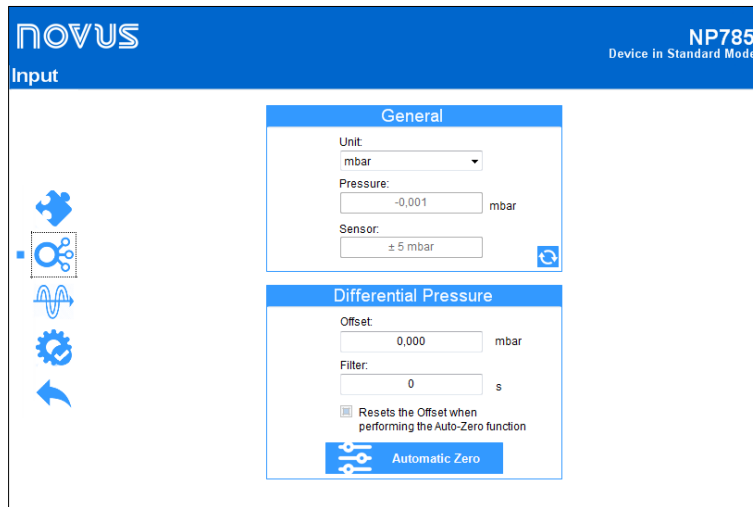 NOVUS
NP785
Device in Standard Mode
Input
General
Unit:
mbar
Pressure:
-0,001 mbar
Sensor:
± 5 mbar
Differential Pressure
Offset:
0,000 mbar
Filter:
0 s
Resets the Offset when
performing the Auto-Zero function
Automatic Zero